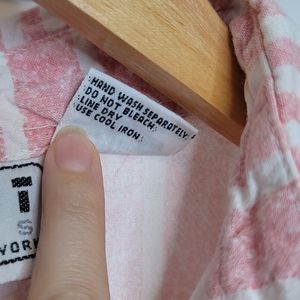 HAND WASH SEPARATELY
DO NOT BLEACH
LINE DRY
USE COOL IRON
T
S
YORK